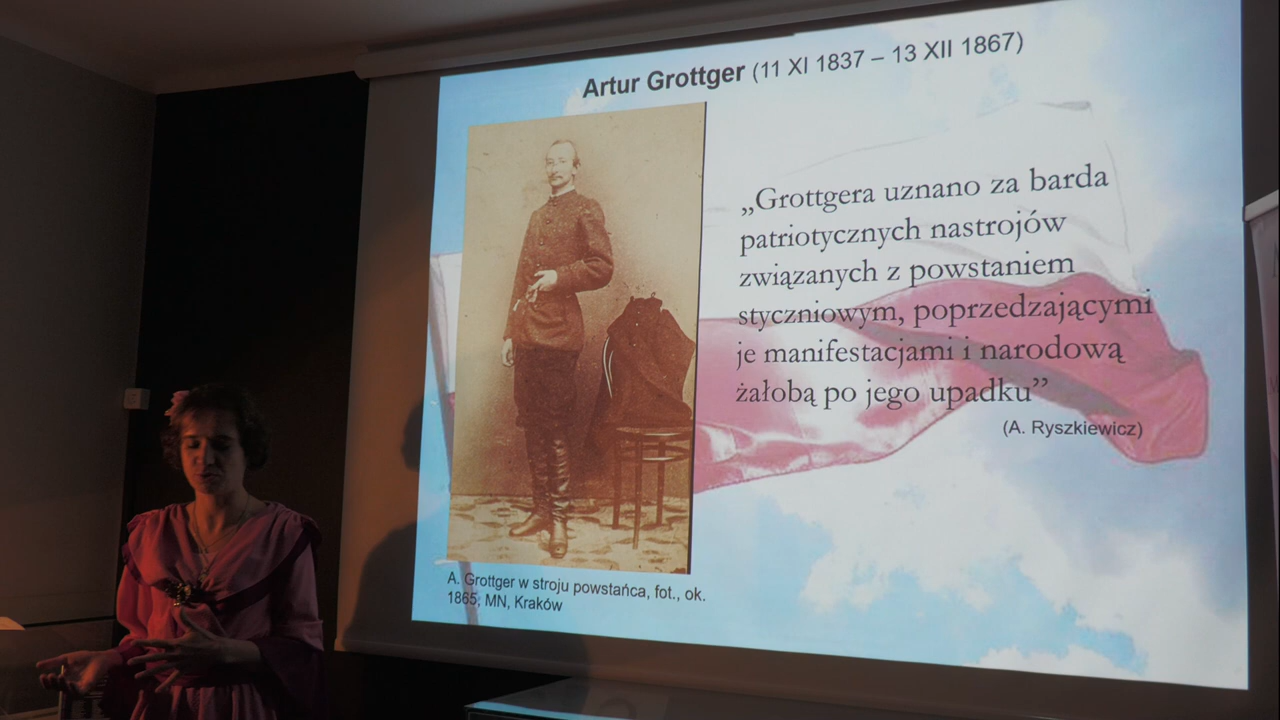 Artur Grottger (11 XI 1837 – 13 XII 1867)
„Grottgera uznano za barda
patriotycznych nastrojów
związanych z powstaniem
styczniowym, poprzedzającymi
je manifestacjami i narodową
żałobą po jego upadku”
(A. Ryszkiewicz)
A. Grottger w stroju powstańca, fot., ok.
1865, MN, Kraków